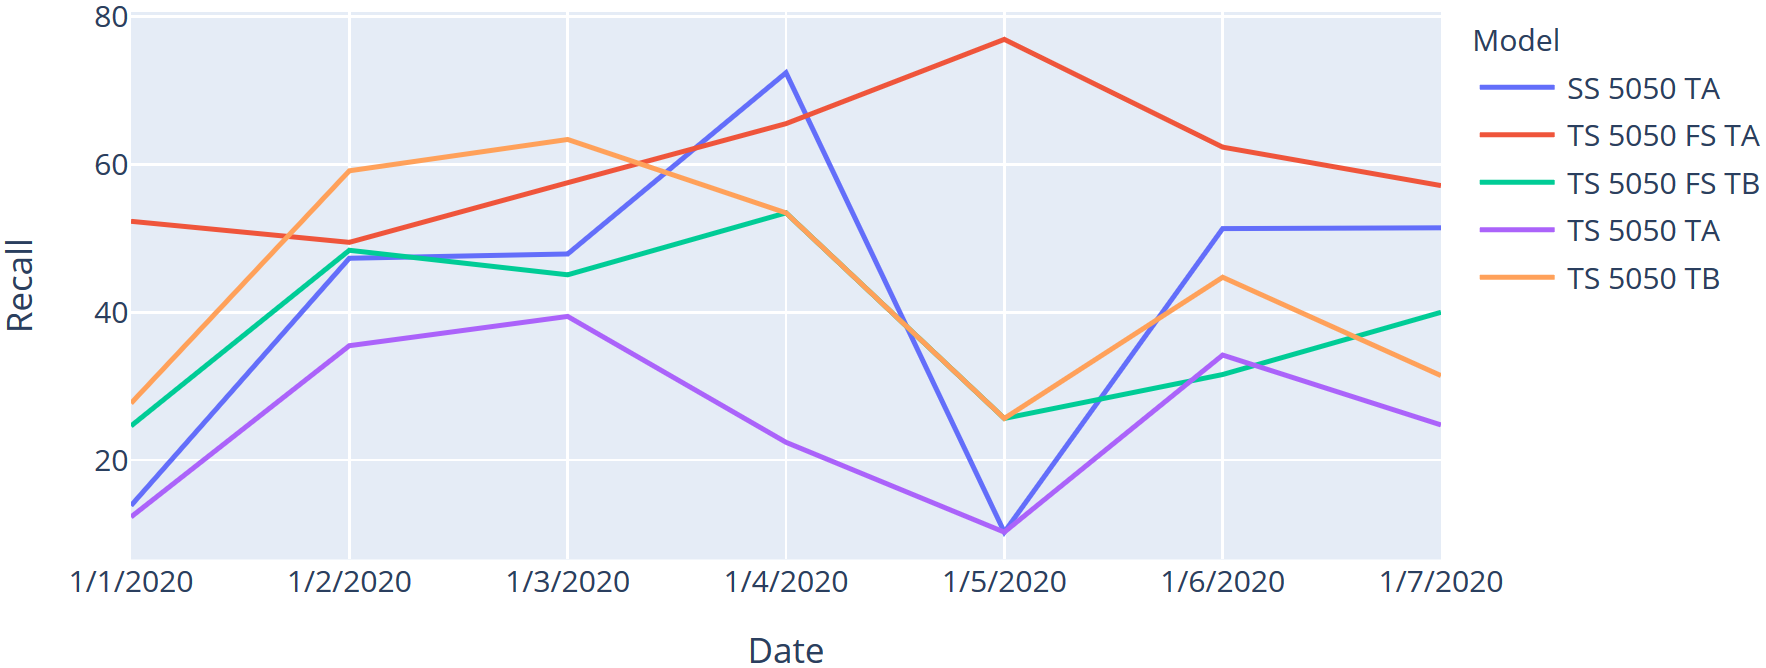 80
60
40
20
Recall
1/1/2020 1/2/2020 1/3/2020 1/4/2020 1/5/2020 1/6/2020 1/7/2020
Date
Model
SS 5050 TA
TS 5050 FS TA
TS 5050 FS TB
TS 5050 TA
TS 5050 TB